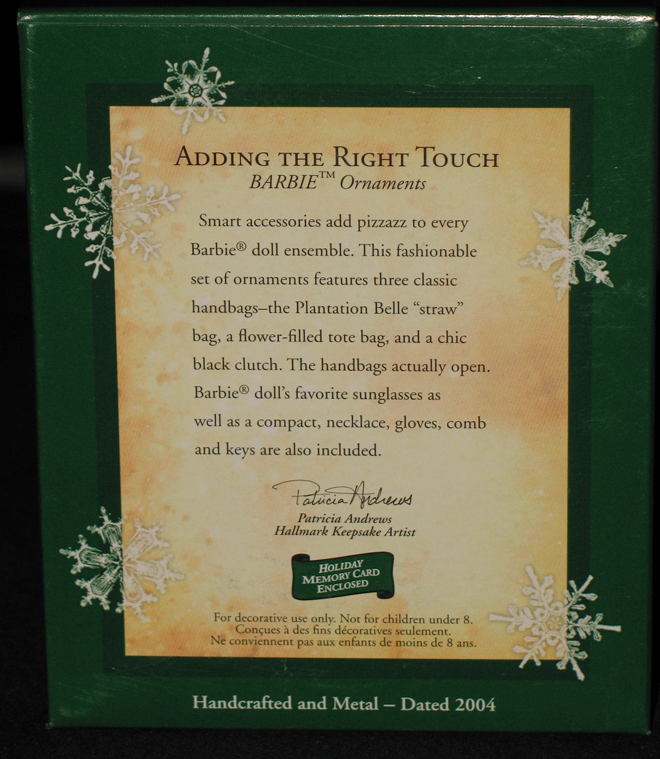 ADDING THE RIGHT TOUCH
BARBIE™ Ornaments
Smart accessories add pizzazz to every
Barbie® doll ensemble. This fashionable
set of ornaments features three classic
handbags–the Plantation Belle “straw”
bag, a flower-filled tote bag, and a chic
black clutch. The handbags actually open.
Barbie® doll’s favorite sunglasses as
well as a compact, necklace, gloves, comb
and keys are also included.
Patricia Andrews
Patricia Andrews
Hallmark Keepsake Artist
HOLIDAY
MEMORY CARD
ENCLOSED
For decorative use only. Not for children under 8.
Conçues à des fins décoratives seulement.
Ne conviennent pas aux enfants de moins de 8 ans.
Handcrafted and Metal – Dated 2004